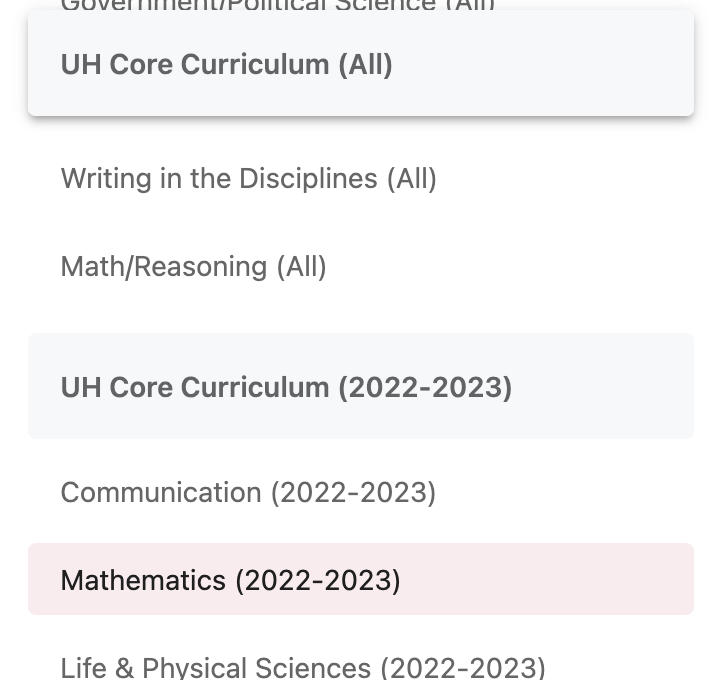 Government/Political Science (All)
UH Core Curriculum (All)
Writing in the Disciplines (All)
Math/Reasoning (All)
UH Core Curriculum (2022-2023)
Communication (2022-2023)
Mathematics (2022-2023)
Life & Physical Sciences (2022-2023)